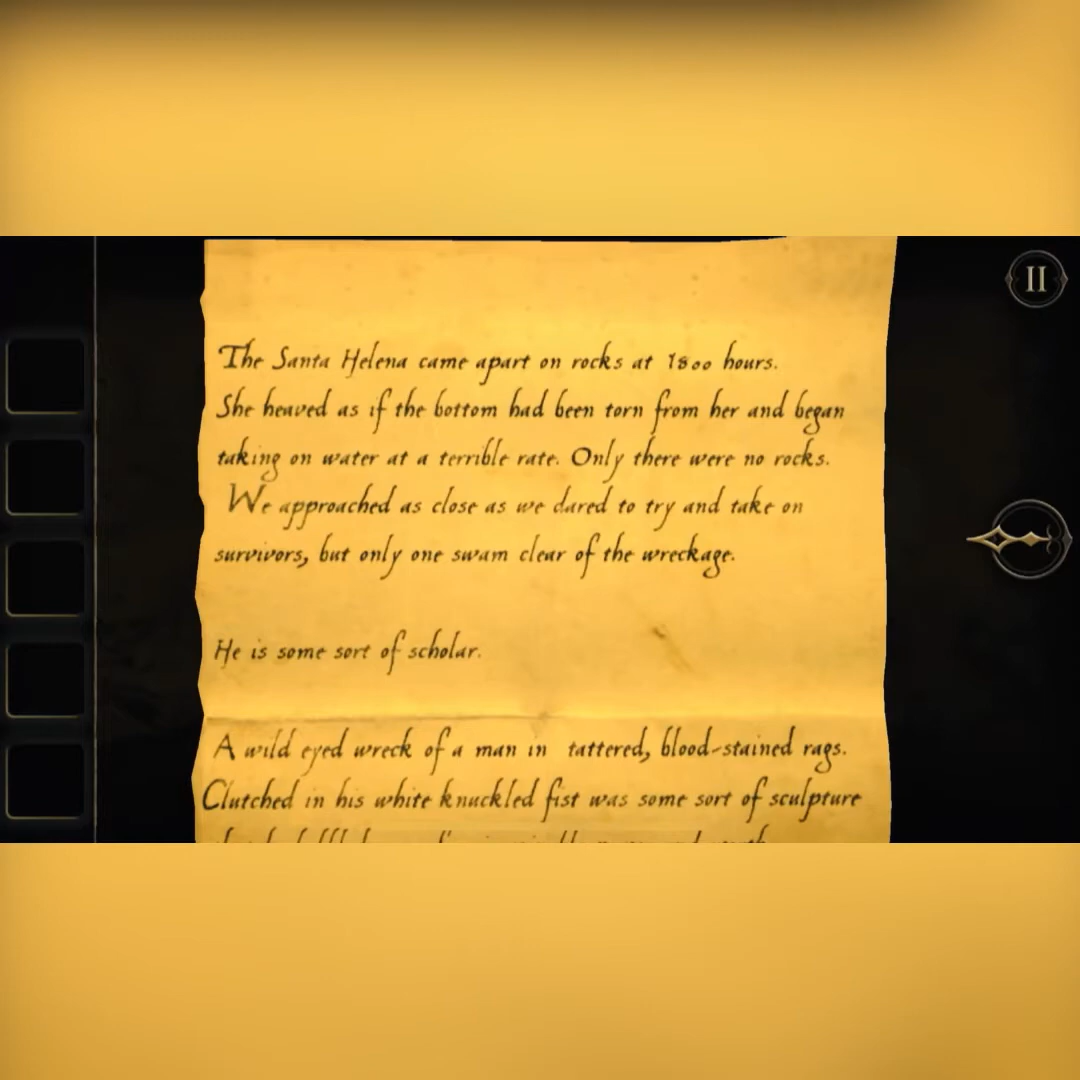 II
The Santa Helena came apart on rocks at 1800 hours.
She heaved as if the bottom had been torn from her and began
taking on water at a terrible rate. Only there were no rocks.
We approached as close as we dared to try and take on
survivors, but only one swam clear of the wreckage.
He is some sort of scholar.
A wild eyed wreck of a man in tattered, blood-stained rags.
Clutched in his white knuckled fist was some sort of sculpture